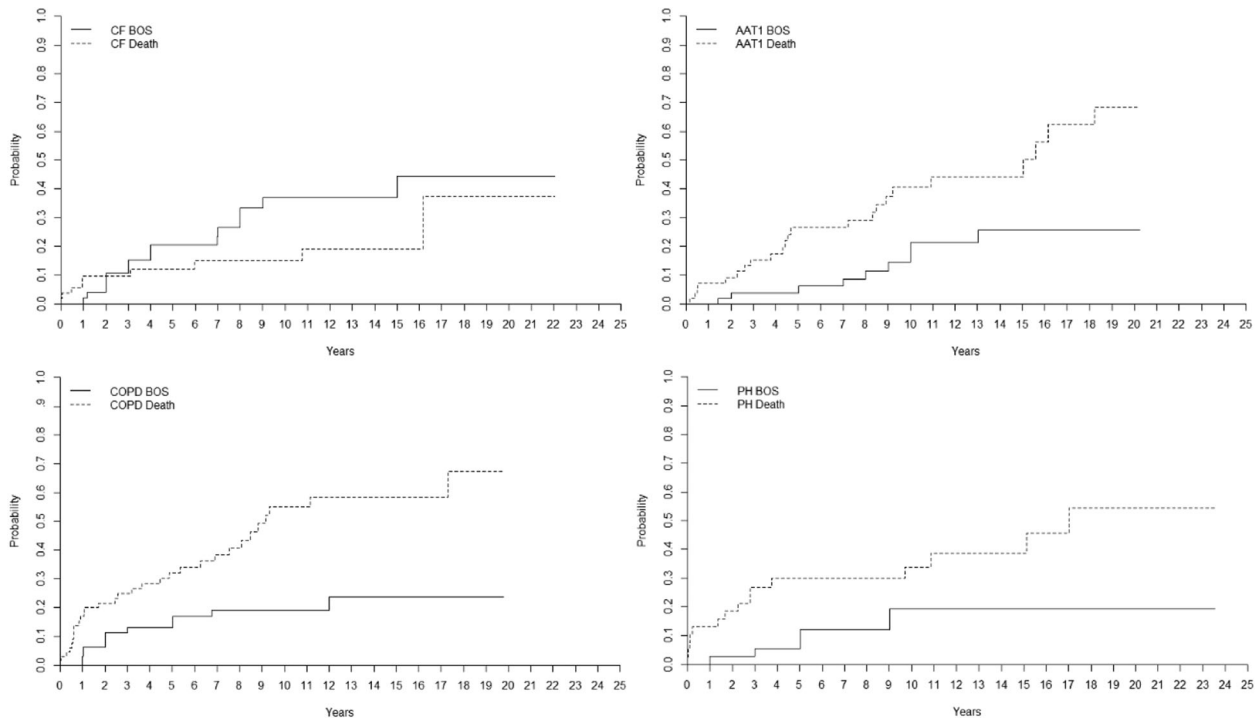 CF BOS
CF Death
Probability
0.0 0.1 0.2 0.3 0.4 0.5 0.6 0.7 0.8 0.9 1.0
0 1 2 3 4 5 6 7 8 9 10 11 12 13 14 15 16 17 18 19 20 21 22 23 24 25
Years
AAT1 BOS
AAT1 Death
Probability
0.0 0.1 0.2 0.3 0.4 0.5 0.6 0.7 0.8 0.9 1.0
0 1 2 3 4 5 6 7 8 9 10 11 12 13 14 15 16 17 18 19 20 21 22 23 24 25
Years
COPD BOS
COPD Death
Probability
0.0 0.1 0.2 0.3 0.4 0.5 0.6 0.7 0.8 0.9 1.0
0 1 2 3 4 5 6 7 8 9 10 11 12 13 14 15 16 17 18 19 20 21 22 23 24 25
Years
PH BOS
PH Death
Probability
0.0 0.1 0.2 0.3 0.4 0.5 0.6 0.7 0.8 0.9 1.0
0 1 2 3 4 5 6 7 8 9 10 11 12 13 14 15 16 17 18 19 20 21 22 23 24 25
Years